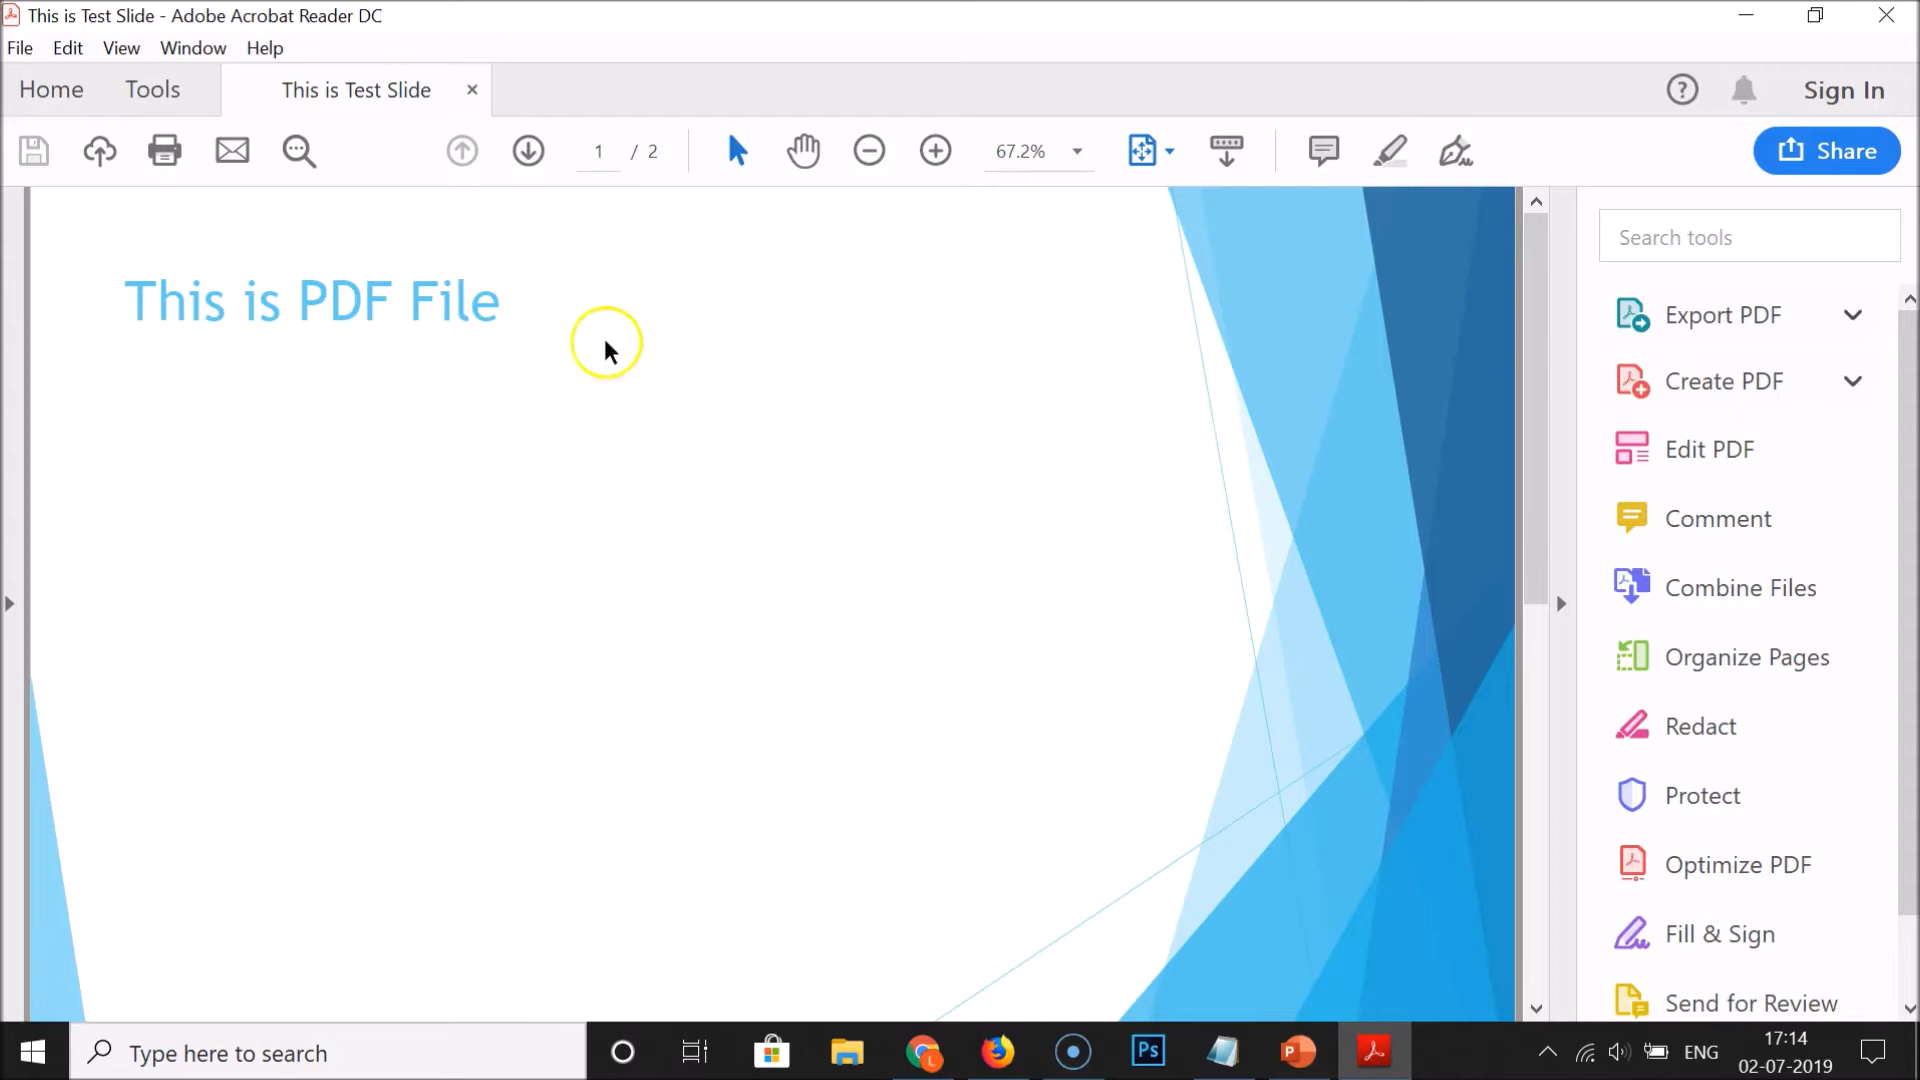 This is Test Slide - Adobe Acrobat Reader DC
File Edit View Window Help
Home Tools This is Test Slide × Sign In
1 / 2 67.2% Share
This is PDF File
Search tools
Export PDF
Create PDF
Edit PDF
Comment
Combine Files
Organize Pages
Redact
Protect
Optimize PDF
Fill & Sign
Send for Review
Type here to search
Ps
P
L
ENG
17:14
02-07-2019